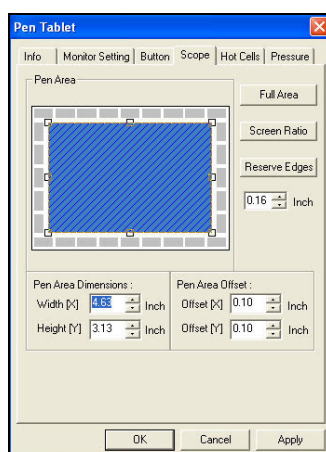 Pen Tablet
Info Monitor Setting Button Scope Hot Cells Pressure
Pen Area
Full Area
Screen Ratio
Reserve Edges
0.16 Inch
Pen Area Dimensions : Pen Area Offset :
Width [X] 4.63 Inch Offset [X] 0.10 Inch
Height [Y] 3.13 Inch Offset [Y] 0.10 Inch
OK Cancel Apply